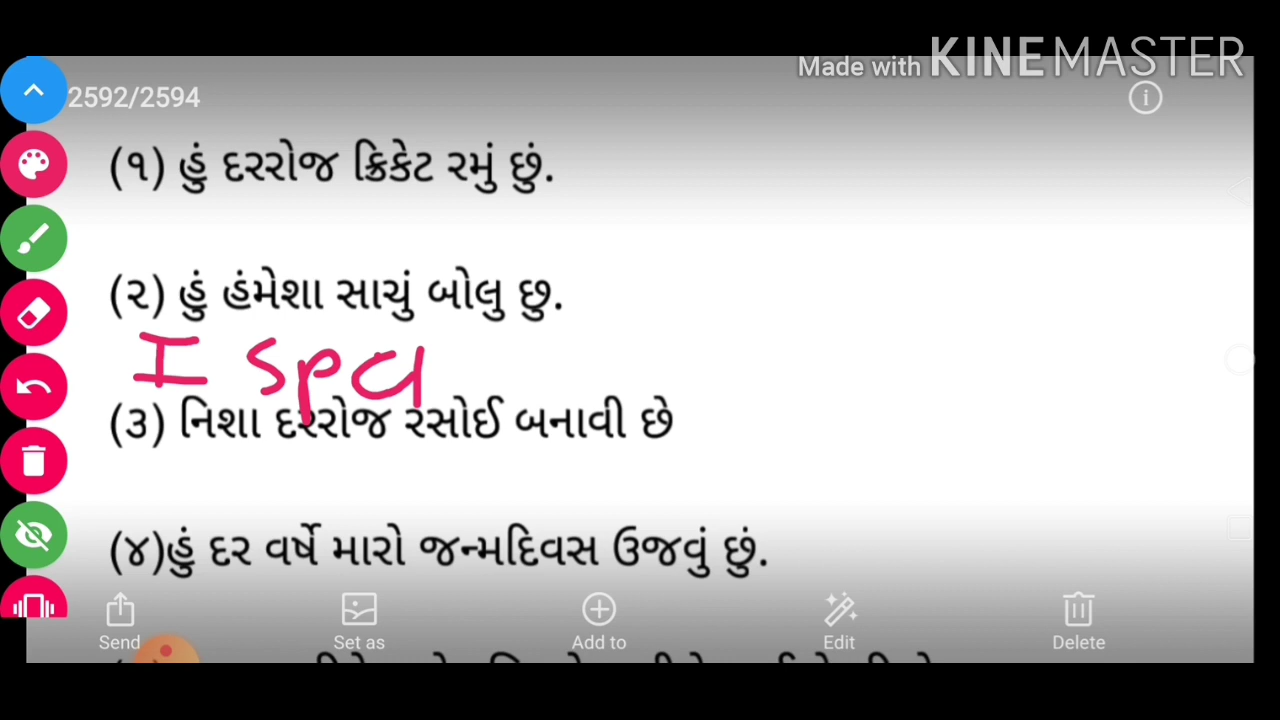 Made with KINEMASTER
2592/2594
(૧) હું દરરોજ ક્રિકેટ રમું છું.
(૨) હું હંમેશા સાચું બોલુ છુ.
I spa
(૩) નિશા દરરોજ રસોઈ બનાવી છે
(૪)હું દર વર્ષે મારો જન્મદિવસ ઉજવું છું.
Send Set as Add to Edit Delete